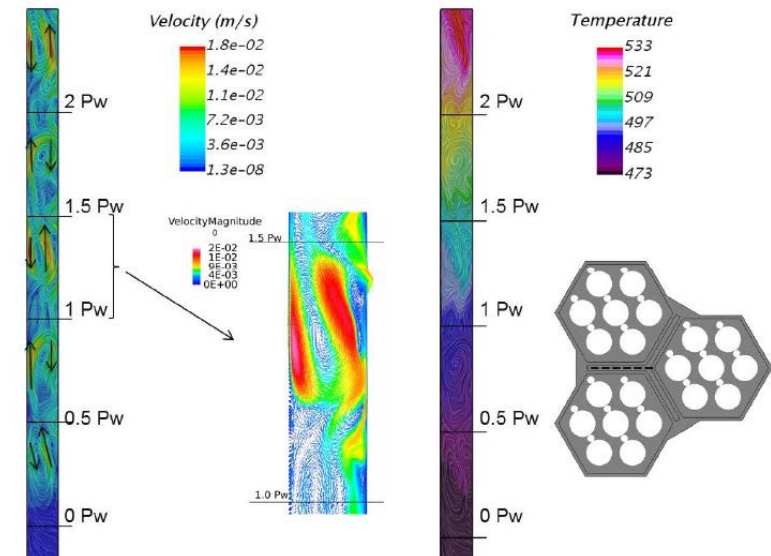 Velocity (m/s)
1.8e-02
1.4e-02
1.1e-02
7.2e-03
3.6e-03
1.3e-08
2 Pw
1.5 Pw
1 Pw
0.5 Pw
0 Pw
VelocityMagnitude
0
2E-02
1E-02
9E-03
4E-03
0E+00
1.5 Pw
1.0 Pw
Temperature
533
521
509
497
485
473
2 Pw
1.5 Pw
1 Pw
0.5 Pw
0 Pw